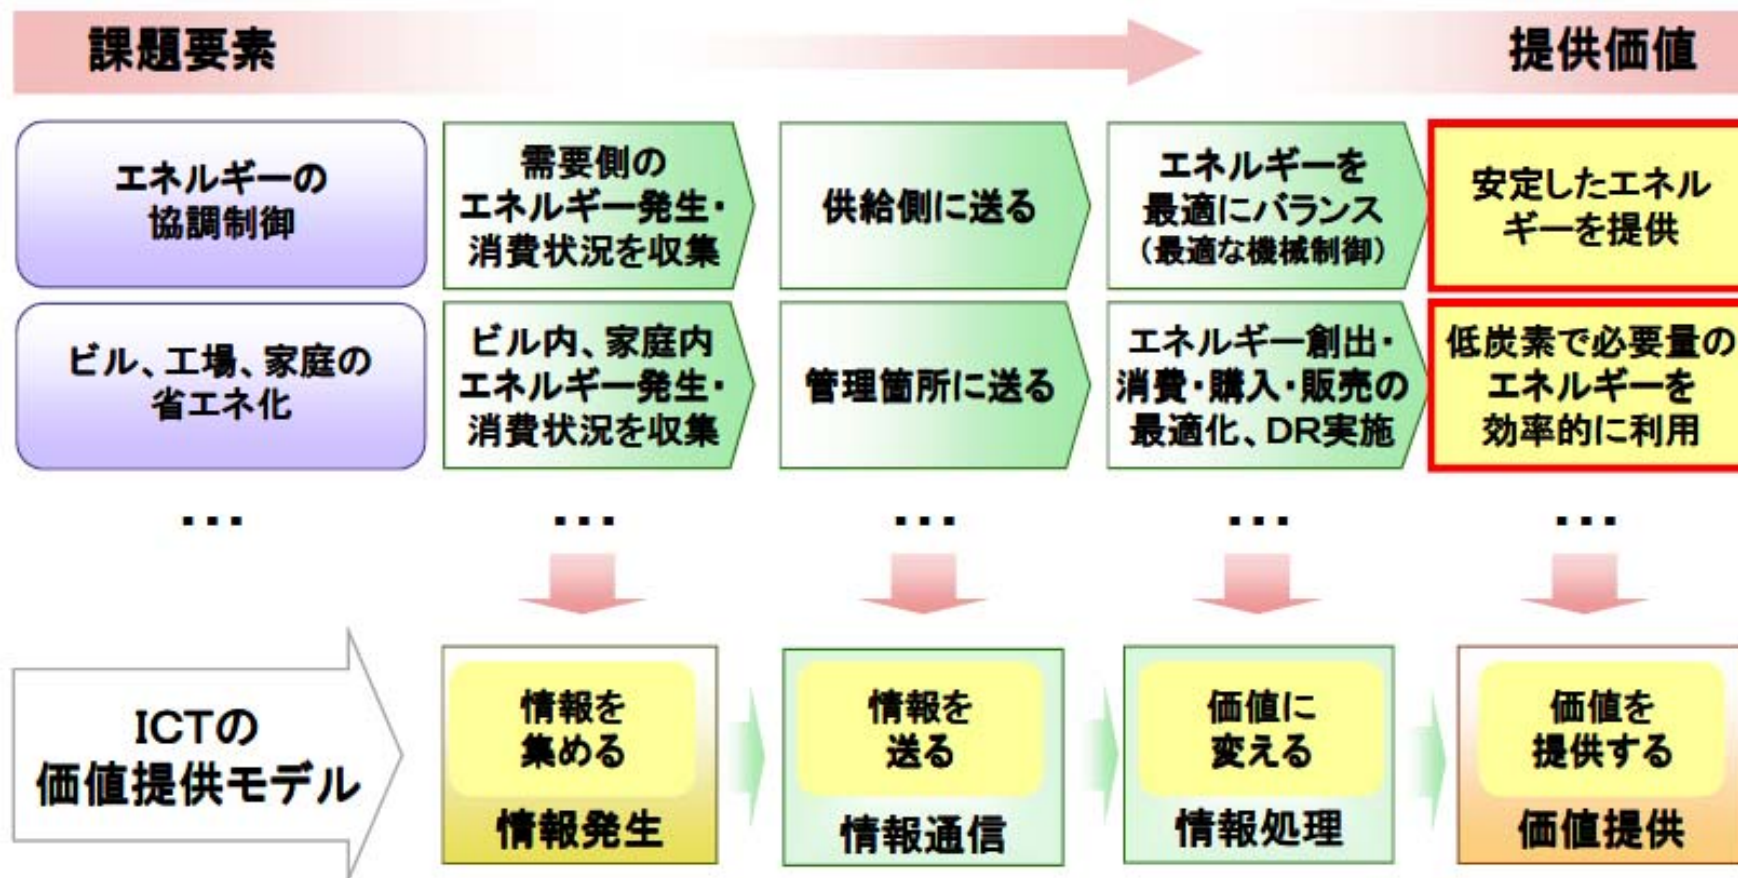 課題要素
提供価値
エネルギーの
協調制御
需要側の
エネルギー発生・
消費状況を収集
供給側に送る
エネルギーを
最適にバランス
（最適な機械制御）
安定したエネル
ギーを提供
ビル、工場、家庭の
省エネ化
ビル内、家庭内
エネルギー発生・
消費状況を収集
管理箇所に送る
エネルギー創出・
消費・購入・販売の
最適化、DR実施
低炭素で必要量の
エネルギーを
効率的に利用
…
…
…
…
…
ICTの
価値提供モデル
情報を
集める
情報発生
情報を
送る
情報通信
価値に
変える
情報処理
価値を
提供する
価値提供